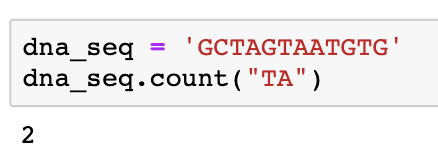 dna_seq = 'GCTAGTAATGTG'
dna_seq.count("TA")
2